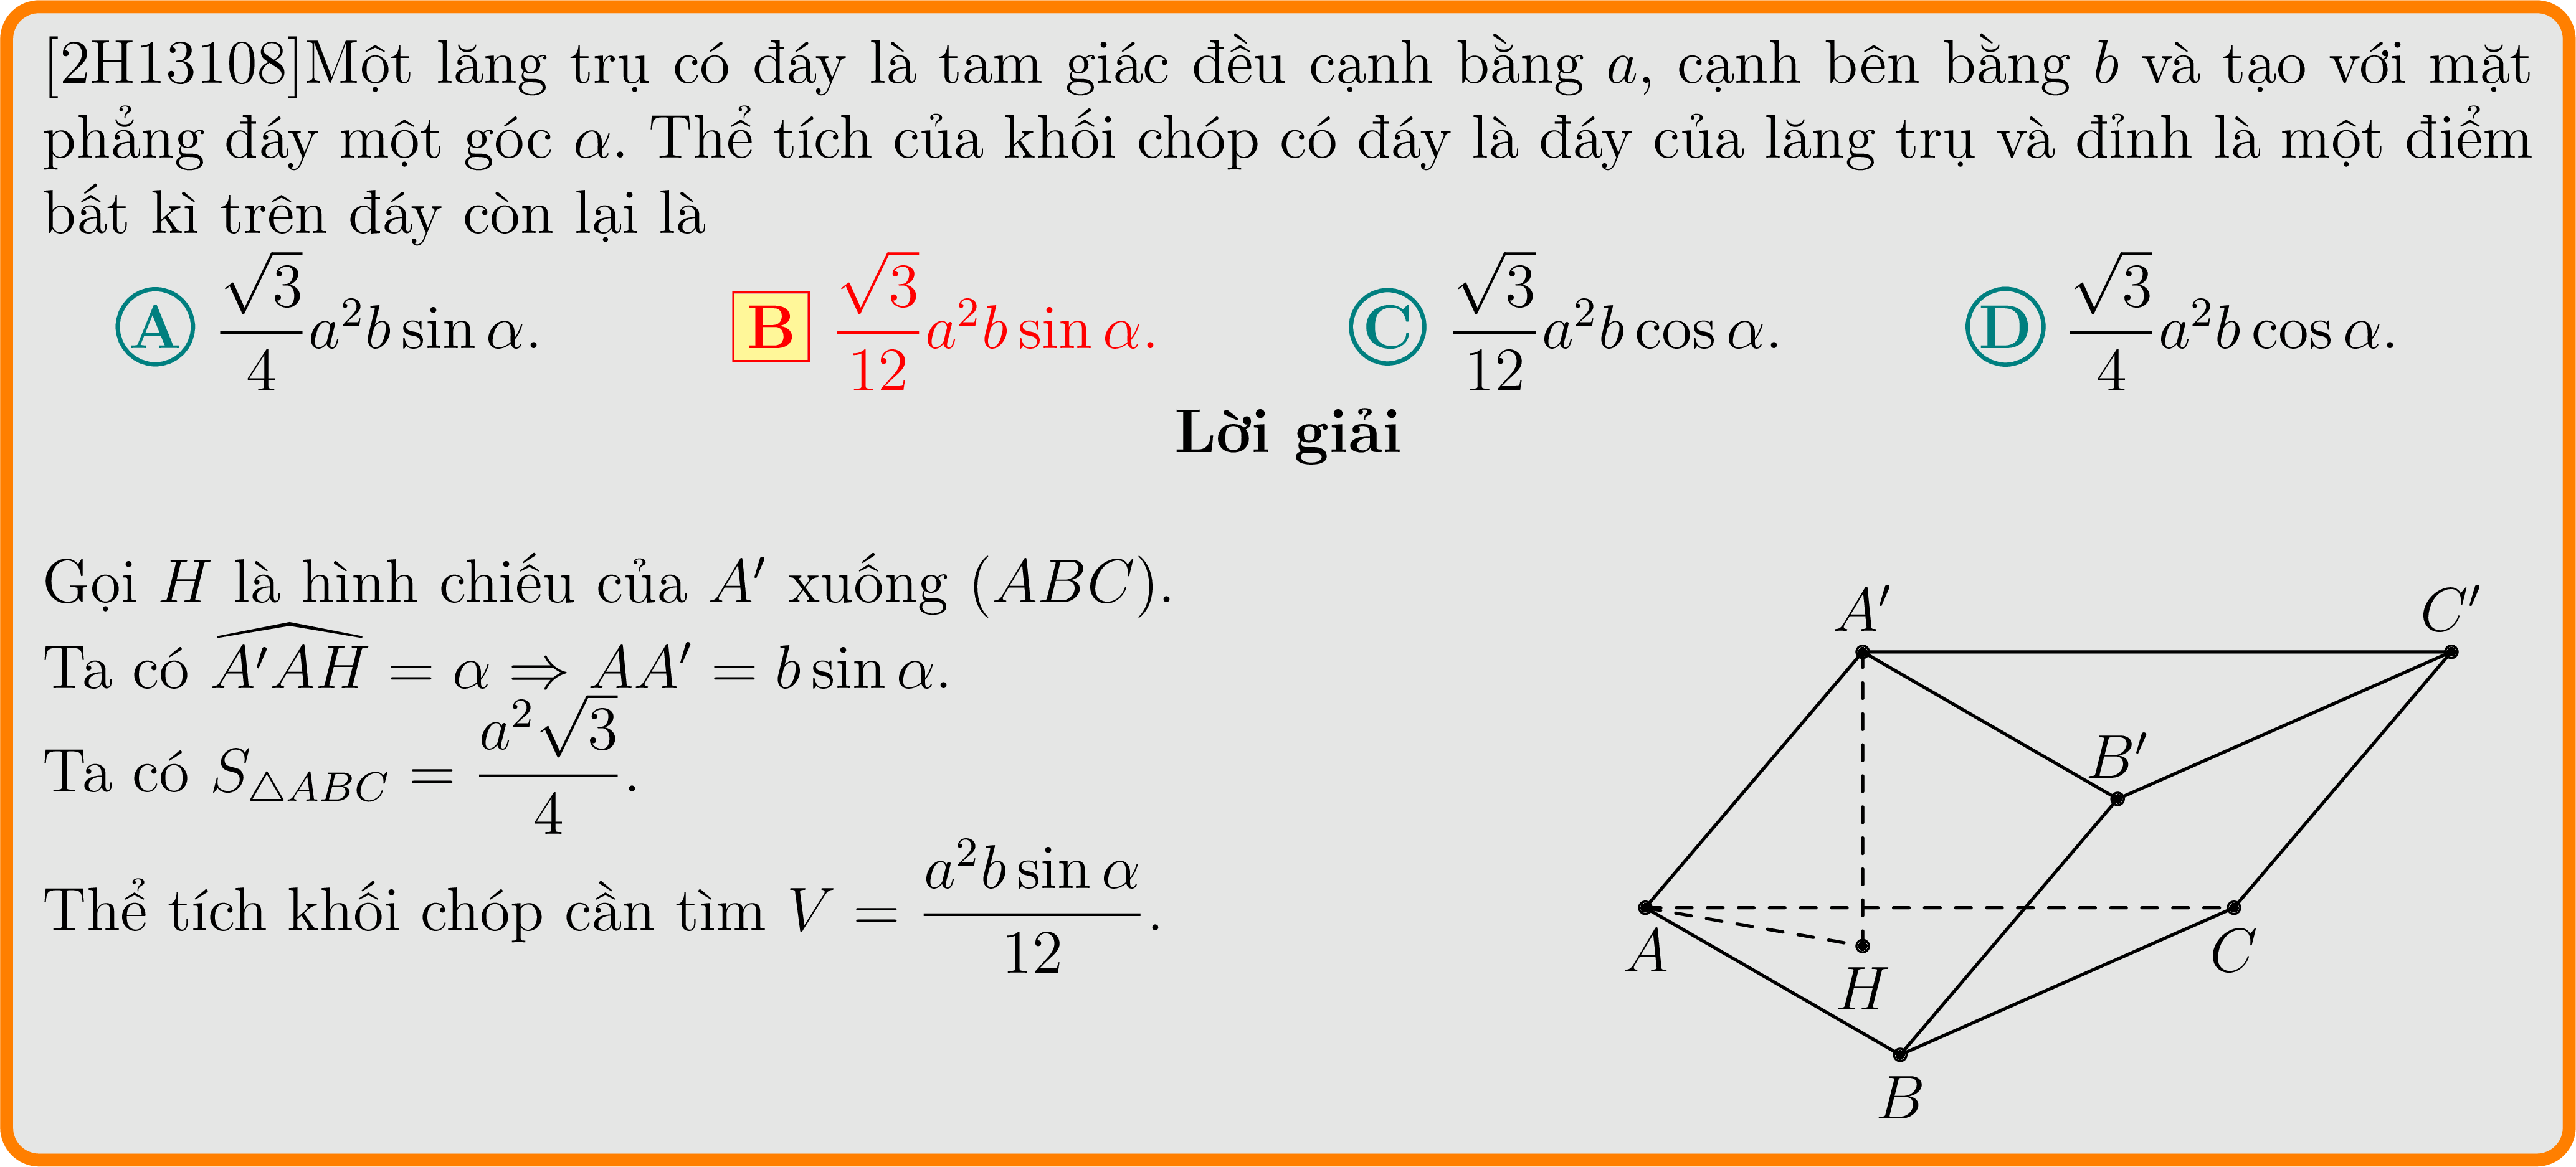 [2H13108]Một lăng trụ có đáy là tam giác đều cạnh bằng a, cạnh bên bằng b và tạo với mặt
phẳng đáy một góc α. Thể tích của khối chóp có đáy là đáy của lăng trụ và đỉnh là một điểm
bất kì trên đáy còn lại là
A $\frac{\sqrt{3}}{4}a^2b\sin\alpha$. B $\frac{\sqrt{3}}{12}a^2b\sin\alpha$. C $\frac{\sqrt{3}}{12}a^2b\cos\alpha$. D $\frac{\sqrt{3}}{4}a^2b\cos\alpha$.
Lời giải
Gọi H là hình chiếu của A′ xuống (ABC).
Ta có $\widehat{A'AH} = \alpha \Rightarrow AA' = b\sin\alpha$.
Ta có $S_{\triangle ABC} = \frac{a^2\sqrt{3}}{4}$.
Thể tích khối chóp cần tìm $V = \frac{a^2b\sin\alpha}{12}$.
A′
C′
B′
A
C
H
B